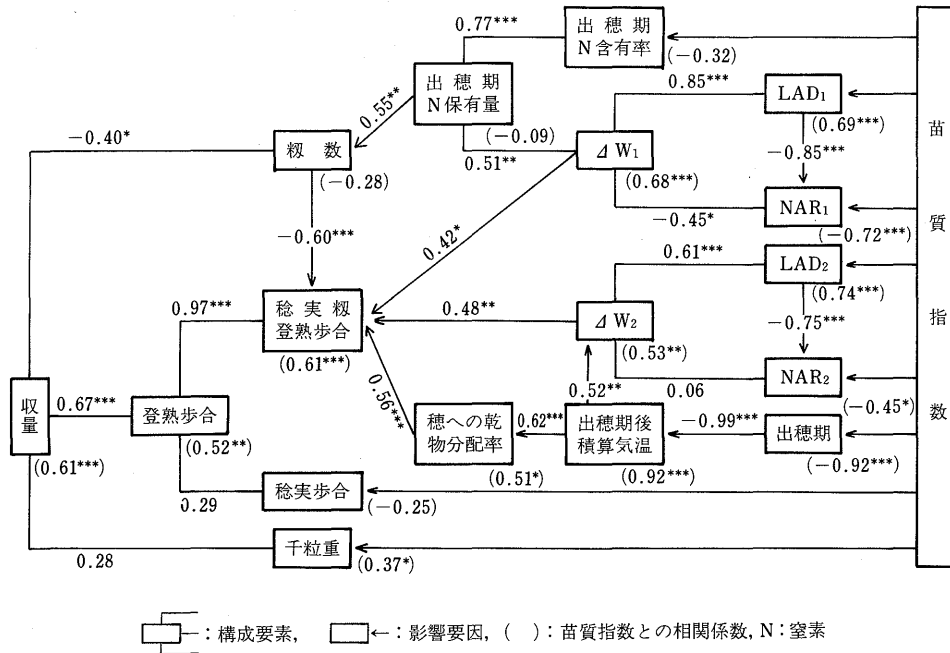 0.77***
出穂期
N含有率
(−0.32)
0.85***
LAD₁
(0.69***)
苗質指数
出穂期
N保有量
0.55**
(−0.09)
0.51**
ΔW₁
(0.68***)
−0.85***
−0.40*
籾数
(−0.28)
−0.45*
NAR₁
(−0.72***)
−0.60***
0.42*
0.61***
LAD₂
(0.74***)
0.97***
稔実籾
登熟歩合
(0.61***)
0.48**
ΔW₂
(0.53**)
−0.75***
0.52**
0.06
NAR₂
(−0.45*)
収量
(0.61***)
0.67***
登熟歩合
(0.52**)
0.56***
穂への乾
物分配率
(0.51*)
0.62***
出穂期後
積算気温
(0.92***)
−0.99***
出穂期
(−0.92***)
0.29
稔実歩合
(−0.25)
0.28
千粒重
(0.37*)
:構成要素, :影響要因, ( ):苗質指数との相関係数, N:窒素